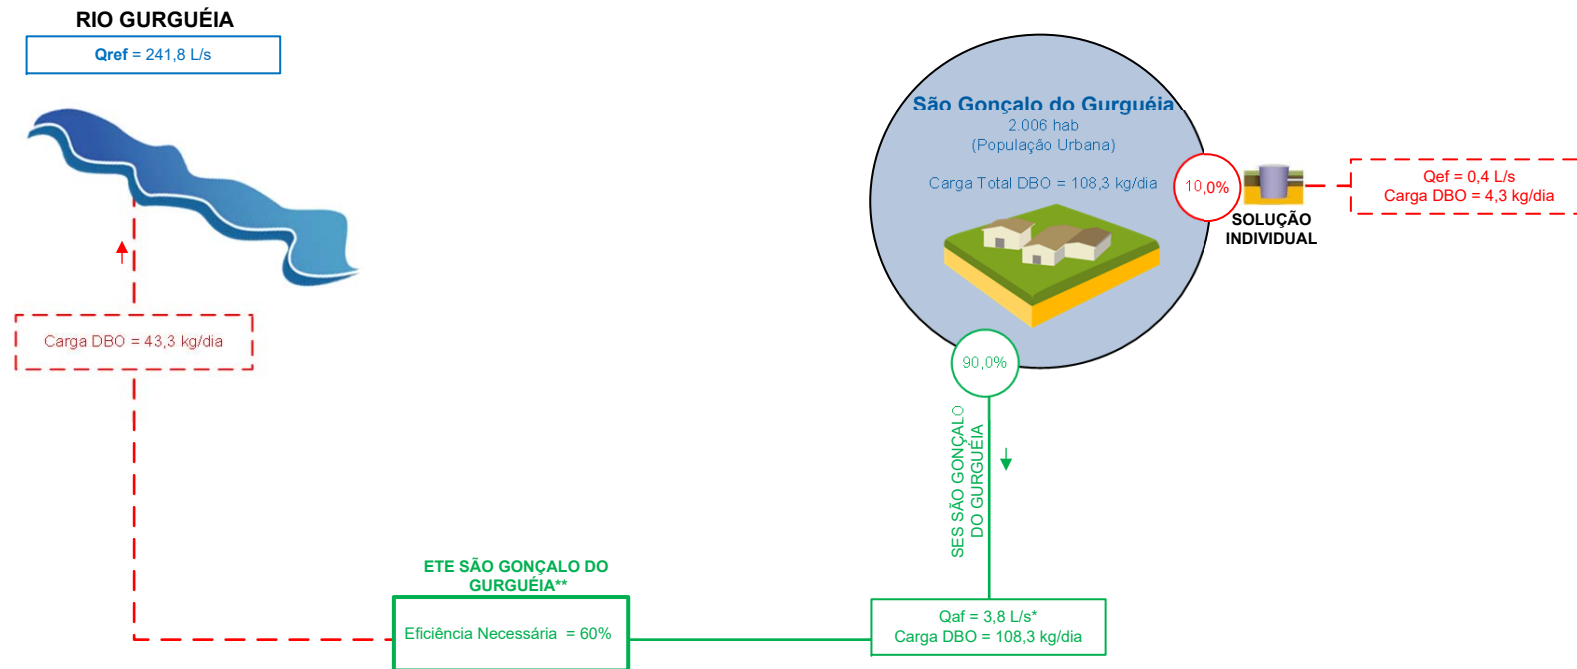 RIO GURGUÉIA
Qref = 241,8 L/s
São Gonçalo do Gurguéia
2.006 hab
(População Urbana)
Carga Total DBO = 108,3 kg/dia
10,0%
SOLUÇÃO
INDIVIDUAL
Qef = 0,4 L/s
Carga DBO = 4,3 kg/dia
Carga DBO = 43,3 kg/dia
90,0%
SES SÃO GONÇALO
DO GURGUÉIA
ETE SÃO GONÇALO DO
GURGUÉIA**
Eficiência Necessária = 60%
Qaf = 3,8 L/s*
Carga DBO = 108,3 kg/dia